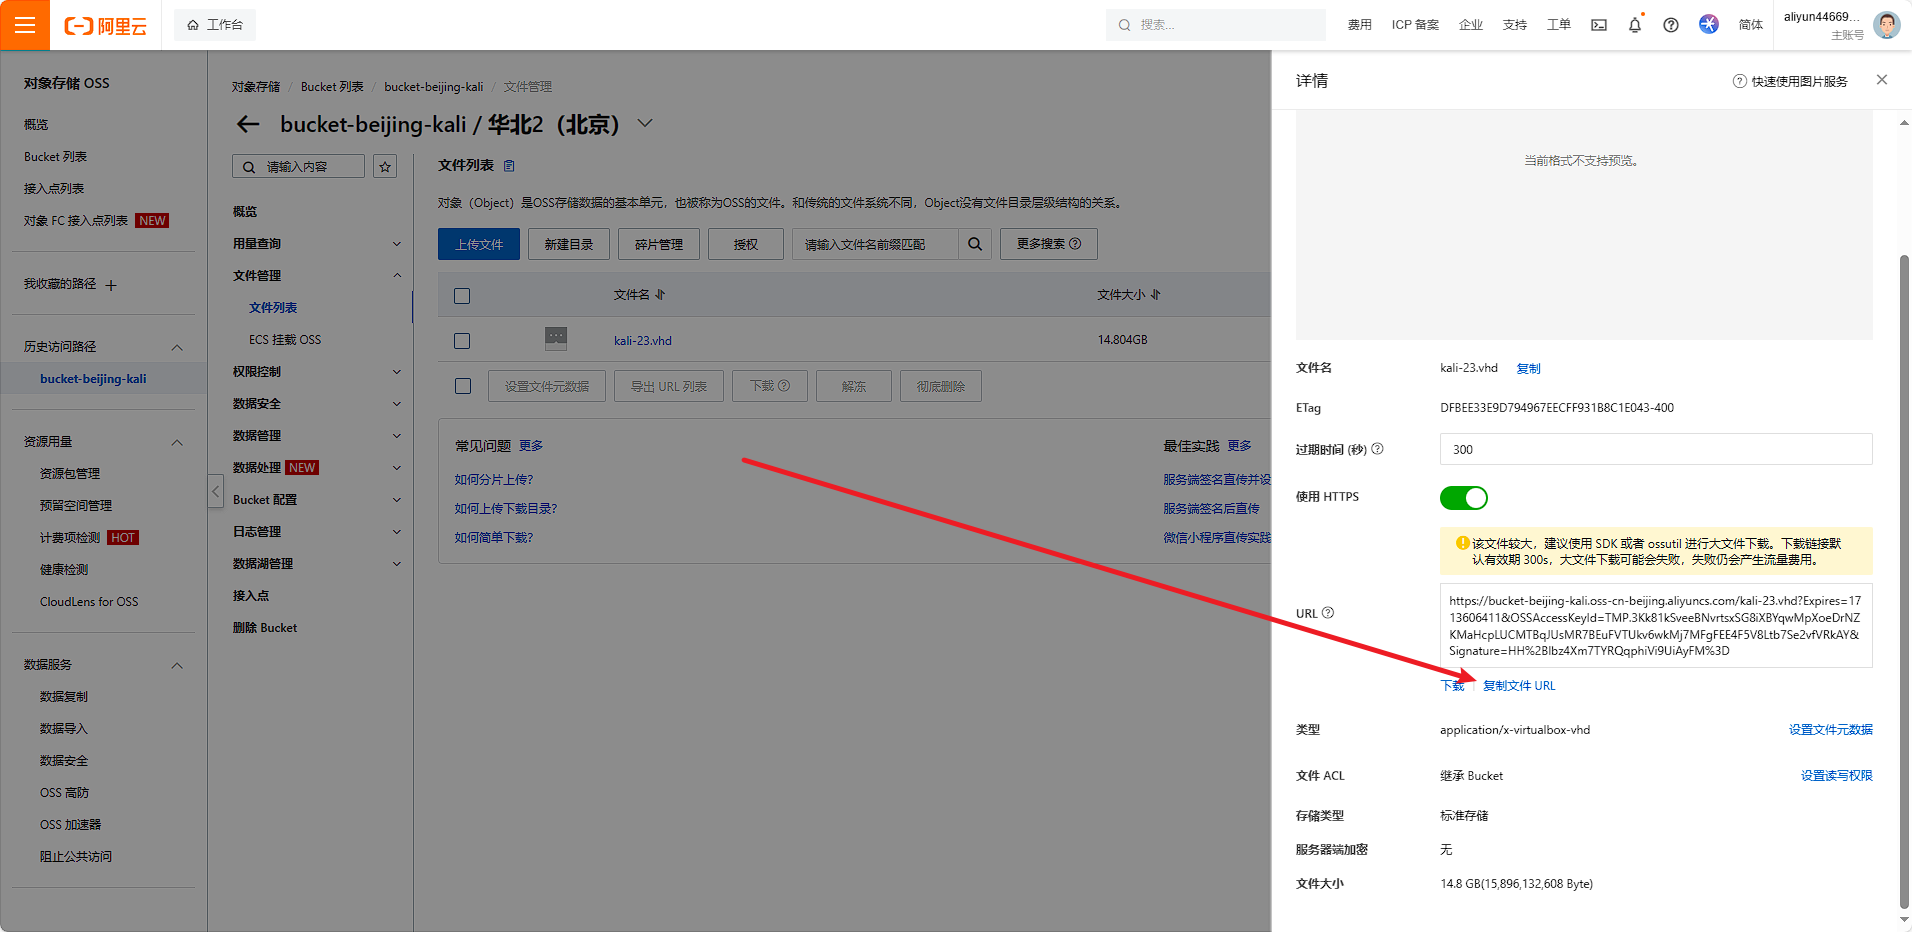 阿里云
工作台
搜索...
费用
ICP 备案
企业
支持
工单
简体
aliyun44669...
主账号
对象存储 OSS
概览
Bucket 列表
接入点列表
对象 FC 接入点列表 NEW
我收藏的路径
历史访问路径
bucket-beijing-kali
资源用量
资源包管理
预留空间管理
计费项检测 HOT
健康检测
CloudLens for OSS
数据服务
数据复制
数据导入
数据安全
OSS 高防
OSS 加速器
阻止公共访问
对象存储 / Bucket 列表 / bucket-beijing-kali / 文件管理
bucket-beijing-kali / 华北2（北京）
请输入内容
概览
用量查询
文件管理
文件列表
ECS 挂载 OSS
权限控制
数据安全
数据管理
数据处理 NEW
Bucket 配置
日志管理
数据湖管理
接入点
删除 Bucket
文件列表
对象（Object）是OSS存储数据的基本单元，也被称为OSS的文件。和传统的文件系统不同，Object没有文件目录层级结构的关系。
上传文件
新建目录
碎片管理
授权
请输入文件名前缀匹配
更多搜索
文件名
文件大小
kali-23.vhd
14.804GB
设置文件元数据
导出 URL 列表
下载
解冻
彻底删除
常见问题 更多
如何分片上传?
如何上传下载目录?
如何简单下载?
最佳实践 更多
服务端签名直传并设
服务端签名后直传
微信小程序直传实践
详情
快速使用图片服务
当前格式不支持预览。
文件名
kali-23.vhd 复制
ETag
DFBEE33E9D794967EECFF931B8C1E043-400
过期时间 (秒)
300
使用 HTTPS
该文件较大，建议使用 SDK 或者 ossutil 进行大文件下载。下载链接默
认有效期 300s，大文件下载可能会失败，失败仍会产生流量费用。
URL
https://bucket-beijing-kali.oss-cn-beijing.aliyuncs.com/kali-23.vhd?Expires=17
13606411&OSSAccessKeyId=TMP.3Kk81kSveeBNvrtsxSG8iXBYqwMpXoeDrNZ
KMaHcpLUCMTBqJUsMR7BEuFVTUkv6wkMj7MFgFEE4F5V8Ltb7Se2vfVRkAY&
Signature=HH%2BIbz4Xm7TYRQqphiVi9UiAyFM%3D
下载
复制文件 URL
类型
application/x-virtualbox-vhd
设置文件元数据
文件 ACL
继承 Bucket
设置读写权限
存储类型
标准存储
服务器端加密
无
文件大小
14.8 GB(15,896,132,608 Byte)